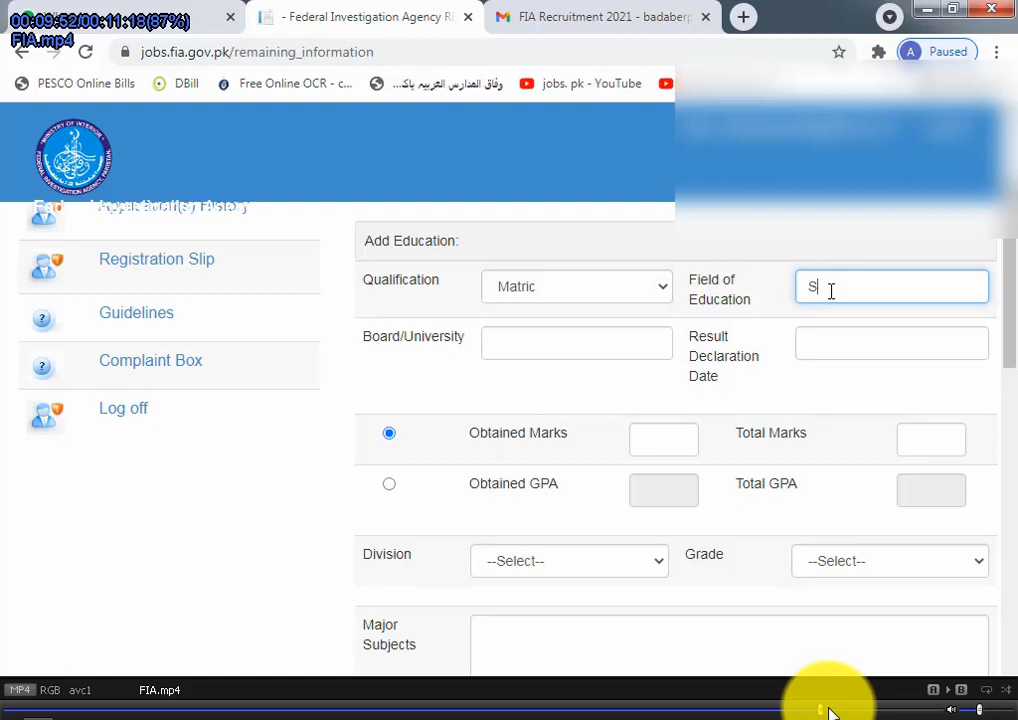 00:09:52/00:11:18(87%)
FIA.mp4
- Federal Investigation Agency R
FIA Recruitment 2021 - badaberp
jobs.fia.gov.pk/remaining_information
A Paused
PESCO Online Bills
DBill
Free Online OCR - c...
وفاق المدارس العربیہ پاک...
jobs. pk - YouTube
Registration Slip
Guidelines
Complaint Box
Log off
Add Education:
Qualification
Matric
Field of Education
S
Board/University
Result Declaration Date
Obtained Marks
Total Marks
Obtained GPA
Total GPA
Division
--Select--
Grade
--Select--
Major Subjects
MP4 RGB avc1
FIA.mp4
A B